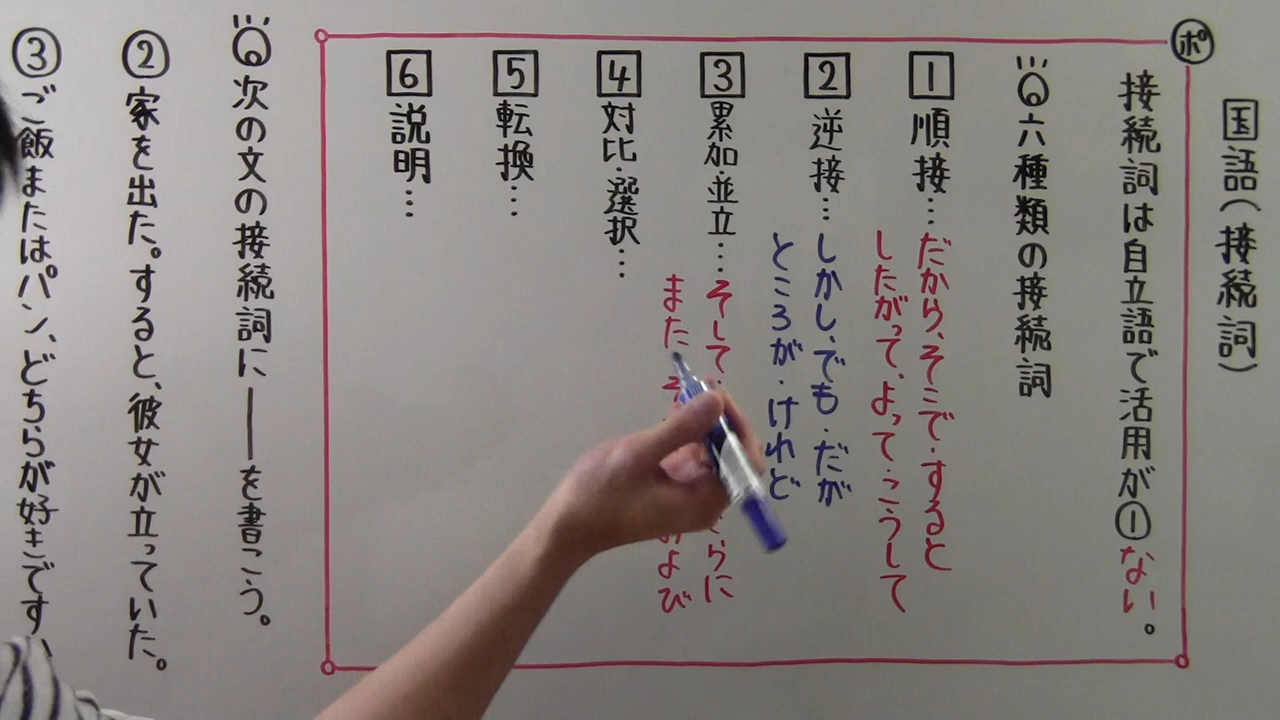 国語(接続詞)
ポ
接続詞は自立語で活用が①ない。
六種類の接続詞
1 順接…だから、そこで・すると
したがって、よって・こうして
2 逆接…しかし、でも・だが
ところが・けれど
3 累加・並立…そして・らに
また および
4 対比・選択…
5 転換…
6 説明…
次の文の接続詞に――を書こう。
② 家を出た。すると、彼女が立っていた。
③ ご飯またはパン、どちらが好きです